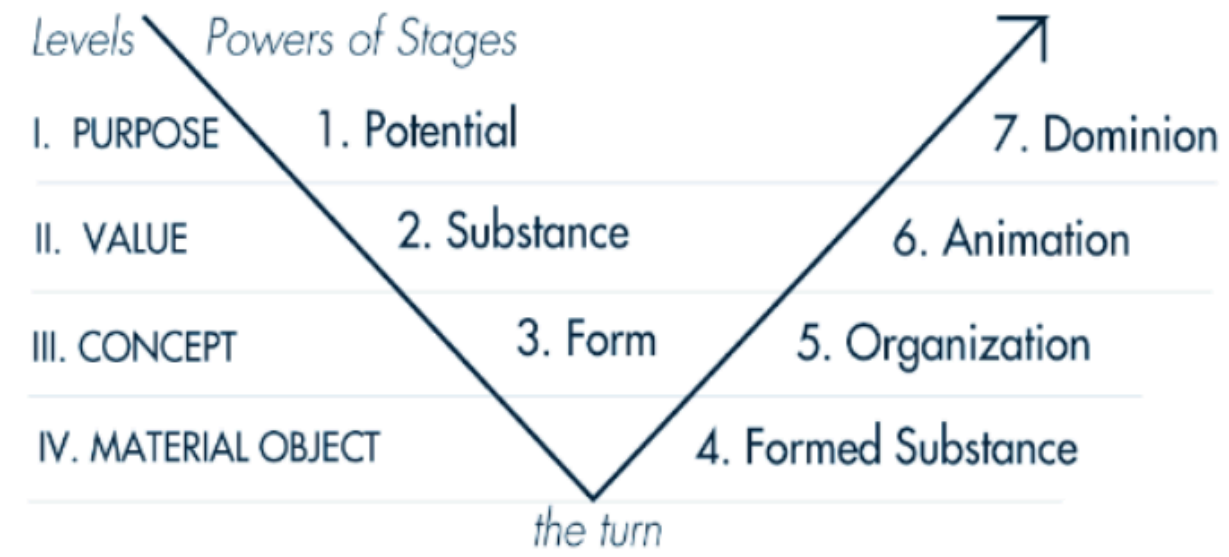 Levels Powers of Stages
I. PURPOSE 1. Potential 7. Dominion
II. VALUE 2. Substance 6. Animation
III. CONCEPT 3. Form 5. Organization
IV. MATERIAL OBJECT 4. Formed Substance
the turn